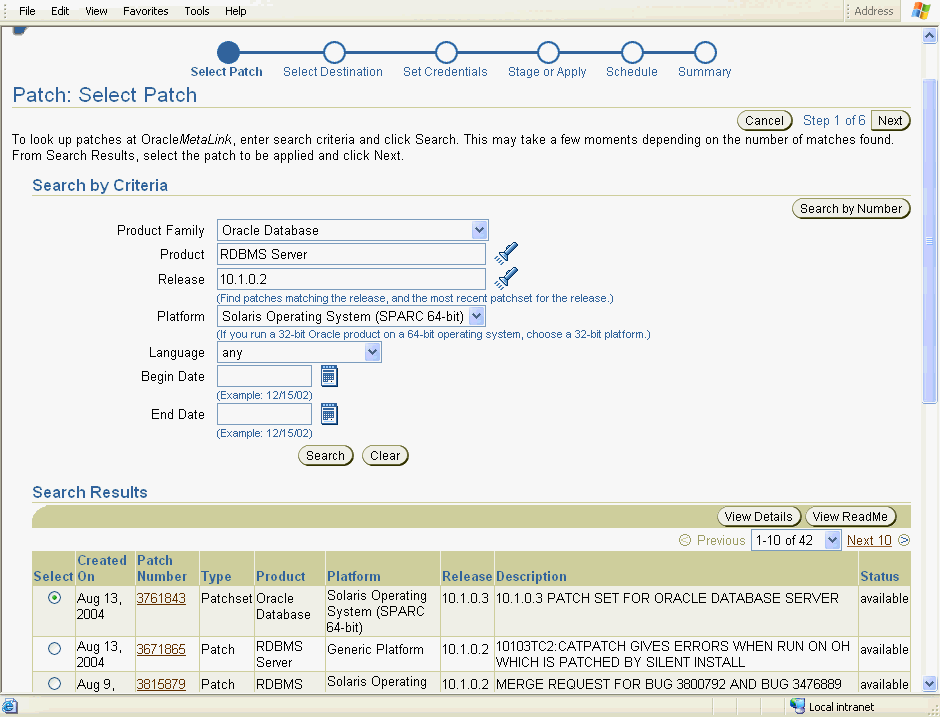 File Edit View Favorites Tools Help Address
Select Patch Select Destination Set Credentials Stage or Apply Schedule Summary
Patch: Select Patch
Cancel Step 1 of 6 Next
To look up patches at OracleMetaLink, enter search criteria and click Search. This may take a few moments depending on the number of matches found.
From Search Results, select the patch to be applied and click Next.
Search by Criteria
Search by Number
Product Family Oracle Database
Product RDBMS Server
Release 10.1.0.2
(Find patches matching the release, and the most recent patchset for the release.)
Platform Solaris Operating System (SPARC 64-bit)
(If you run a 32-bit Oracle product on a 64-bit operating system, choose a 32-bit platform.)
Language any
Begin Date
(Example: 12/15/02)
End Date
(Example: 12/15/02)
Search Clear
Search Results
View Details View ReadMe
Previous 1-10 of 42 Next 10
Created Patch
Select On Number Type Product Platform Release Description Status
Aug 13, 3761843 Patchset Oracle Solaris Operating 10.1.0.3 10.1.0.3 PATCH SET FOR ORACLE DATABASE SERVER available
2004 Database System (SPARC
64-bit)
Aug 13, 3671865 Patch RDBMS Generic Platform 10.1.0.2 10103TC2:CATPATCH GIVES ERRORS WHEN RUN ON OH available
2004 Server WHICH IS PATCHED BY SILENT INSTALL
Aug 9, 3815879 Patch RDBMS Solaris Operating 10.1.0.2 MERGE REQUEST FOR BUG 3800792 AND BUG 3476889 available
Local intranet